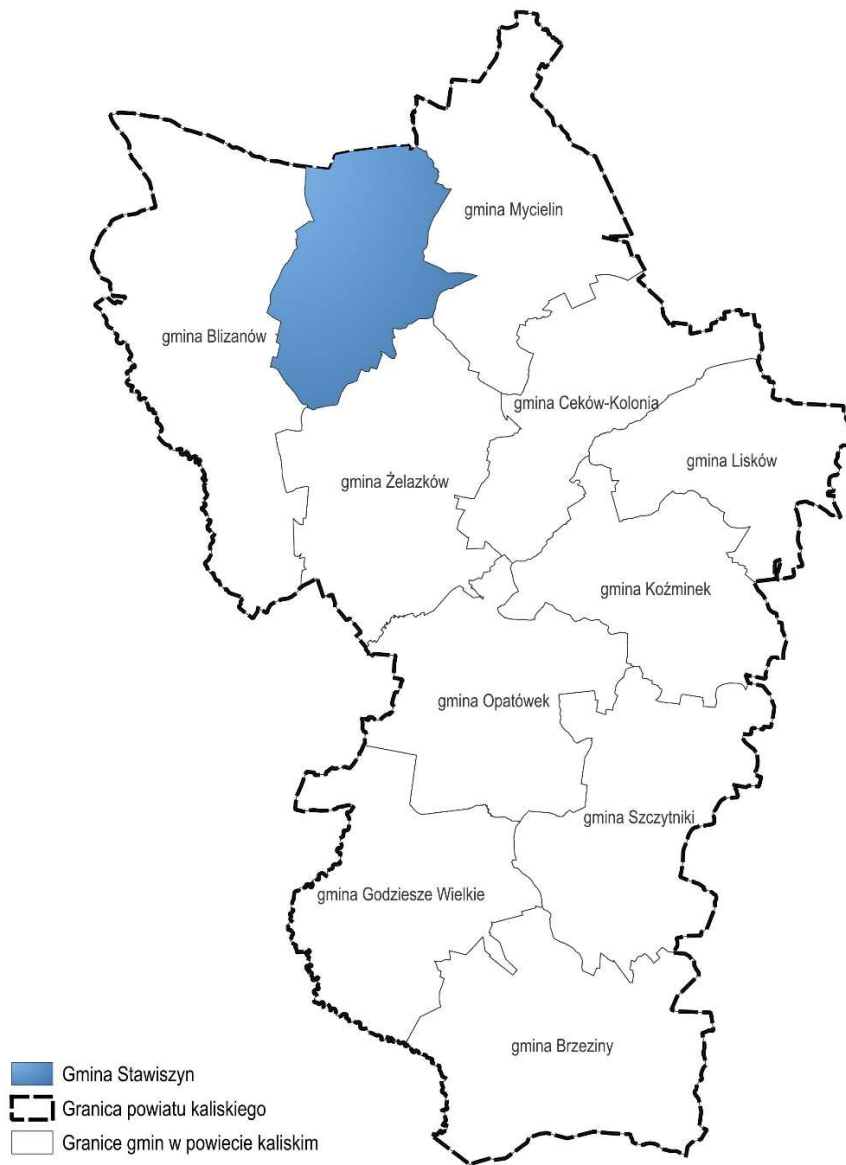 gmina Mycielin
gmina Blizanów
gmina Ceków-Kolonia
gmina Lisków
gmina Żelazków
gmina Koźminek
gmina Opatówek
gmina Szczytniki
gmina Godziesze Wielkie
gmina Brzeziny
Gmina Stawiszyn
Granica powiatu kaliskiego
Granice gmin w powiecie kaliskim